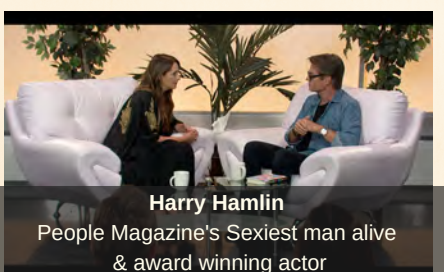 Harry Hamlin
People Magazine's Sexiest man alive
& award winning actor